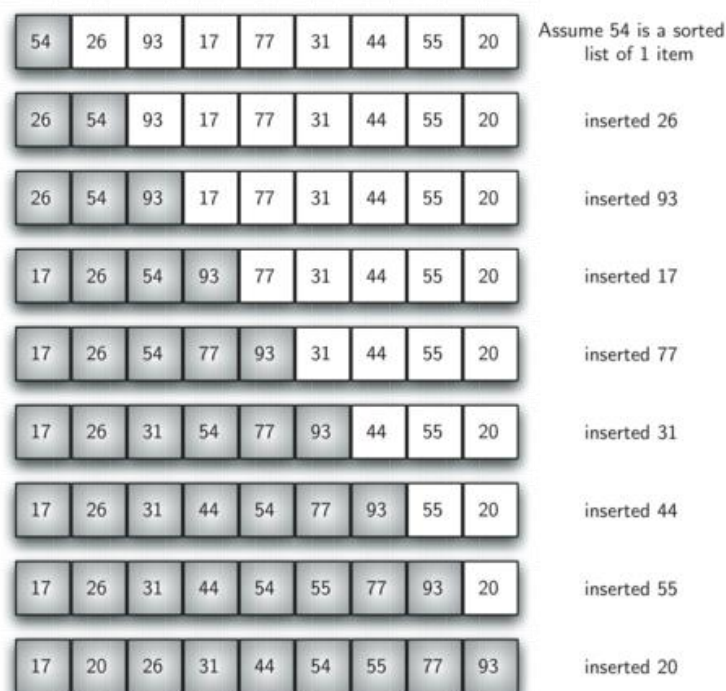 54 26 93 17 77 31 44 55 20 Assume 54 is a sorted
list of 1 item
26 54 93 17 77 31 44 55 20 inserted 26
26 54 93 17 77 31 44 55 20 inserted 93
17 26 54 93 77 31 44 55 20 inserted 17
17 26 54 77 93 31 44 55 20 inserted 77
17 26 31 54 77 93 44 55 20 inserted 31
17 26 31 44 54 77 93 55 20 inserted 44
17 26 31 44 54 55 77 93 20 inserted 55
17 20 26 31 44 54 55 77 93 inserted 20